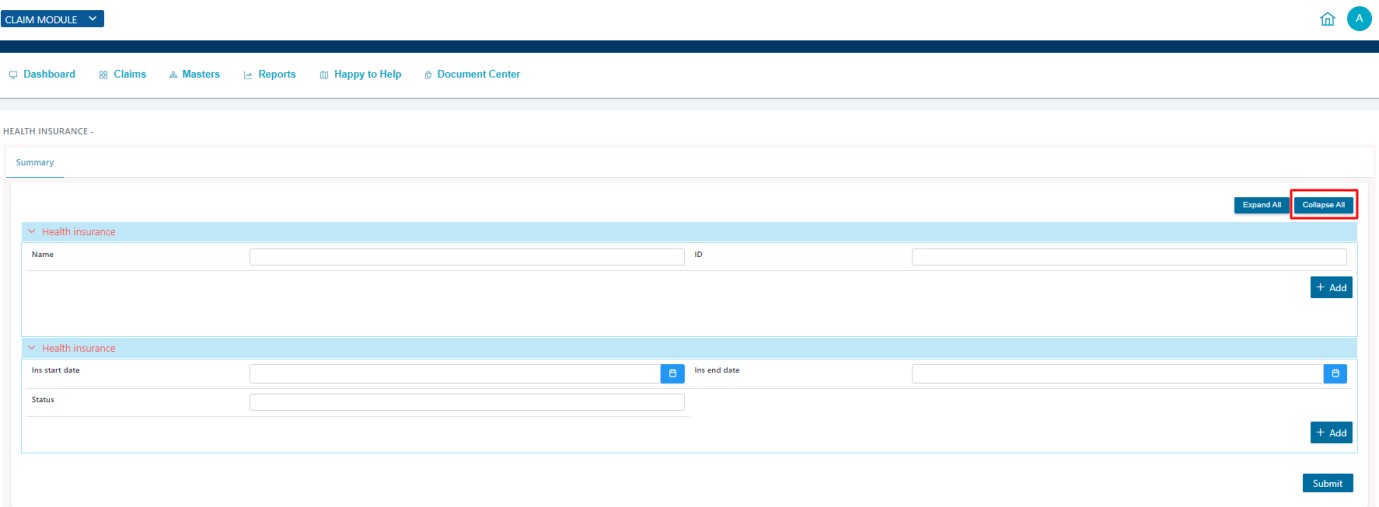 CLAIM MODULE
A
Dashboard Claims Masters Reports Happy to Help Document Center
HEALTH INSURANCE -
Summary
Expand All Collapse All
Health insurance
Name ID
+ Add
Health insurance
Ins start date Ins end date
Status
+ Add
Submit